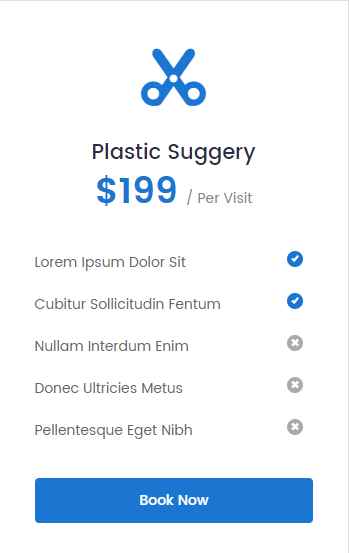 Plastic Suggery
$199 / Per Visit
Lorem Ipsum Dolor Sit
Cubitur Sollicitudin Fentum
Nullam Interdum Enim
Donec Ultricies Metus
Pellentesque Eget Nibh
Book Now